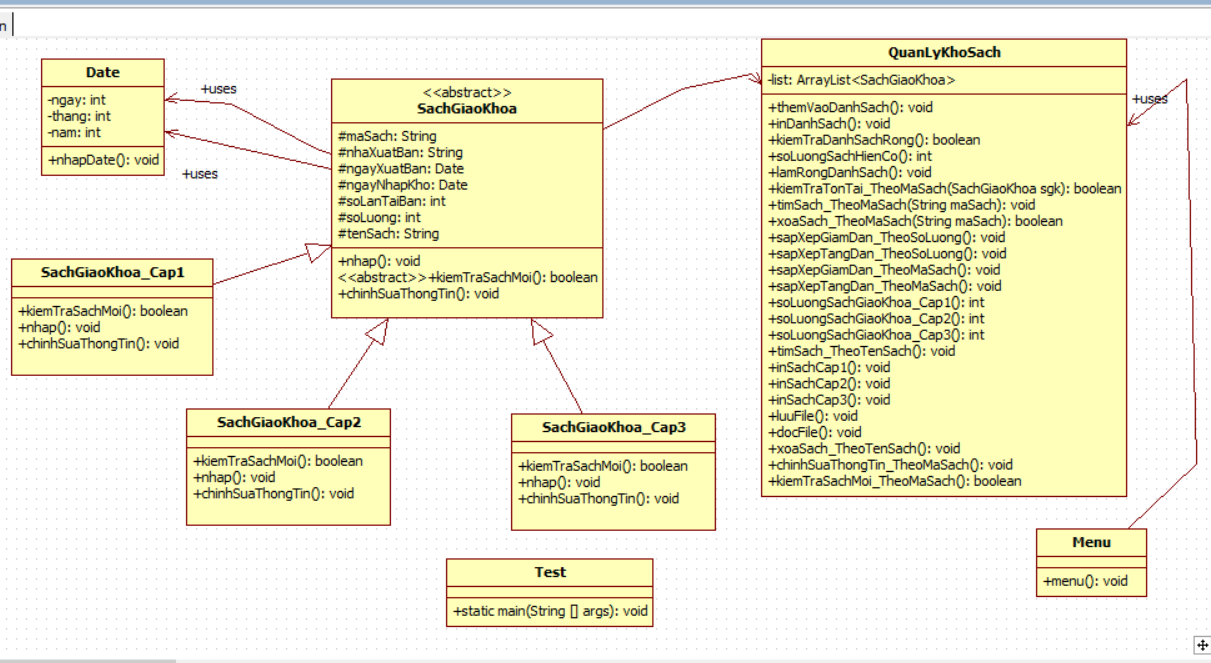 n
Date
-ngay: int
-thang: int
-nam: int
+nhapDate(): void
+uses
+uses
<<abstract>>
SachGiaoKhoa
#maSach: String
#nhaXuatBan: String
#ngayXuatBan: Date
#ngayNhapKho: Date
#soLanTaiBan: int
#soLuong: int
#tenSach: String
+nhap(): void
<<abstract>>+kiemTraSachMoi(): boolean
+chinhSuaThongTin(): void
QuanLyKhoSach
-list: ArrayList<SachGiaoKhoa>
+themVaoDanhSach(): void
+inDanhSach(): void
+kiemTraDanhSachRong(): boolean
+soLuongSachHienCo(): int
+lamRongDanhSach(): void
+kiemTraTonTai_TheoMaSach(SachGiaoKhoa sgk): boolean
+timSach_TheoMaSach(String maSach): void
+xoaSach_TheoMaSach(String maSach): boolean
+sapXepGiamDan_TheoSoLuong(): void
+sapXepTangDan_TheoSoLuong(): void
+sapXepGiamDan_TheoMaSach(): void
+sapXepTangDan_TheoMaSach(): void
+soLuongSachGiaoKhoa_Cap1(): int
+soLuongSachGiaoKhoa_Cap2(): int
+soLuongSachGiaoKhoa_Cap3(): int
+timSach_TheoTenSach(): void
+inSachCap1(): void
+inSachCap2(): void
+inSachCap3(): void
+luuFile(): void
+docFile(): void
+xoaSach_TheoTenSach(): void
+chinhSuaThongTin_TheoMaSach(): void
+kiemTraSachMoi_TheoMaSach(): boolean
+uses
SachGiaoKhoa_Cap1
+kiemTraSachMoi(): boolean
+nhap(): void
+chinhSuaThongTin(): void
SachGiaoKhoa_Cap2
+kiemTraSachMoi(): boolean
+nhap(): void
+chinhSuaThongTin(): void
SachGiaoKhoa_Cap3
+kiemTraSachMoi(): boolean
+nhap(): void
+chinhSuaThongTin(): void
Menu
+menu(): void
Test
+static main(String [] args): void